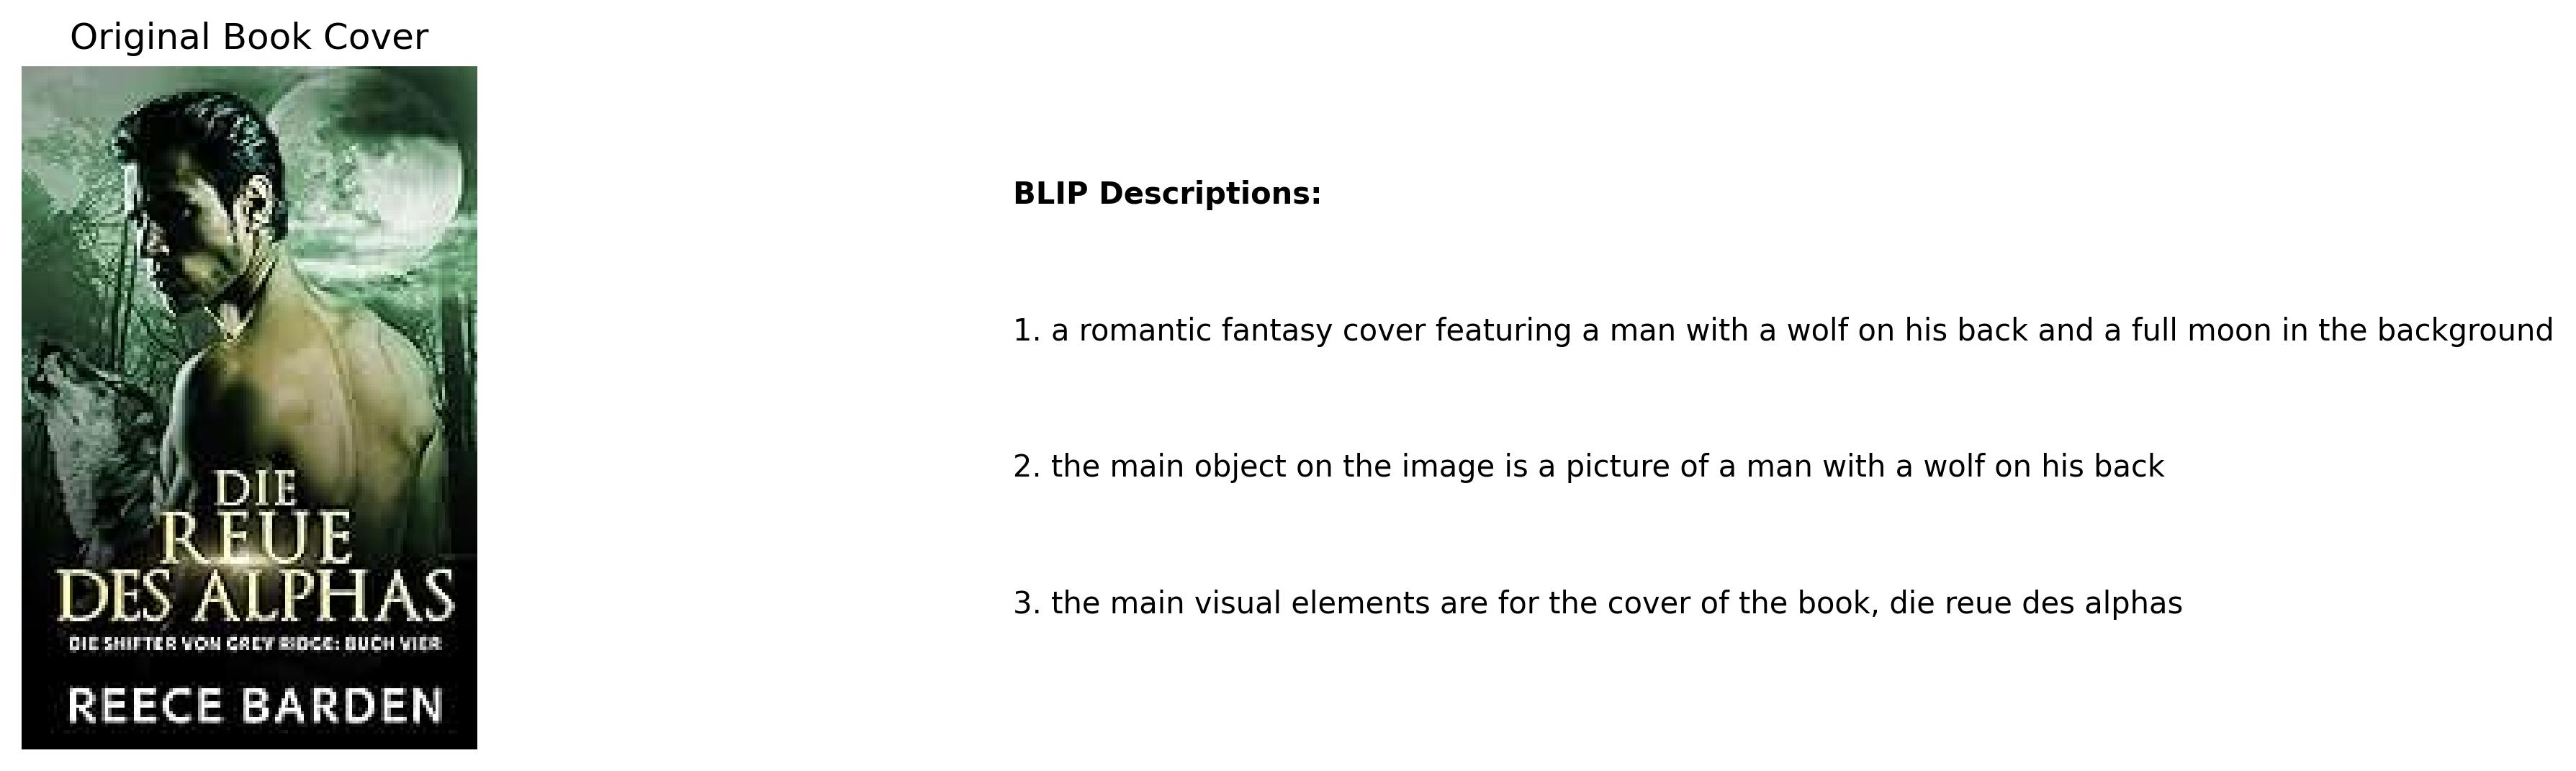 Original Book Cover
DIE
REUE
DES ALPHAS
DIE SHIFTER VON GREY RIDGE: BUCH VIER
REECE BARDEN
BLIP Descriptions:
1. a romantic fantasy cover featuring a man with a wolf on his back and a full moon in the background
2. the main object on the image is a picture of a man with a wolf on his back
3. the main visual elements are for the cover of the book, die reue des alphas